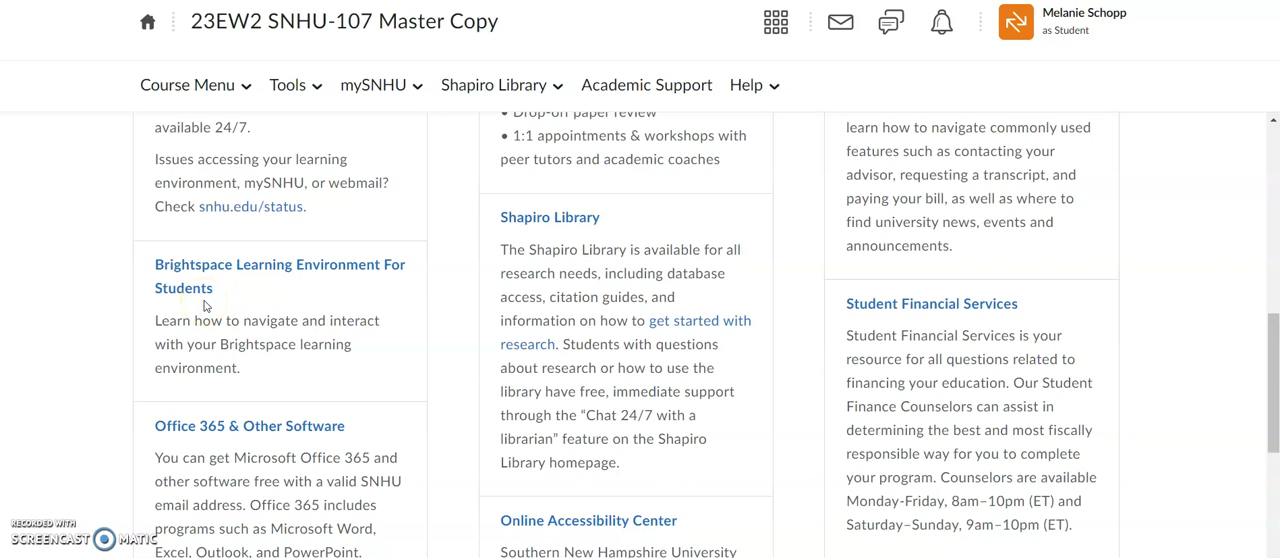 23EW2 SNHU-107 Master Copy
Melanie Schopp
as Student
Course Menu
Tools
mySNHU
Shapiro Library
Academic Support
Help
available 24/7.
Issues accessing your learning
environment, mySNHU, or webmail?
Check snhu.edu/status.
Brightspace Learning Environment For
Students
Learn how to navigate and interact
with your Brightspace learning
environment.
Office 365 & Other Software
You can get Microsoft Office 365 and
other software free with a valid SNHU
email address. Office 365 includes
programs such as Microsoft Word,
Excel, Outlook, and PowerPoint.
• Drop-off paper review
• 1:1 appointments & workshops with
peer tutors and academic coaches
Shapiro Library
The Shapiro Library is available for all
research needs, including database
access, citation guides, and
information on how to get started with
research. Students with questions
about research or how to use the
library have free, immediate support
through the “Chat 24/7 with a
librarian” feature on the Shapiro
Library homepage.
Online Accessibility Center
Southern New Hampshire University
learn how to navigate commonly used
features such as contacting your
advisor, requesting a transcript, and
paying your bill, as well as where to
find university news, events and
announcements.
Student Financial Services
Student Financial Services is your
resource for all questions related to
financing your education. Our Student
Finance Counselors can assist in
determining the best and most fiscally
responsible way for you to complete
your program. Counselors are available
Monday-Friday, 8am–10pm (ET) and
Saturday–Sunday, 9am–10pm (ET).
RECORDED WITH
SCREENCAST MATIC